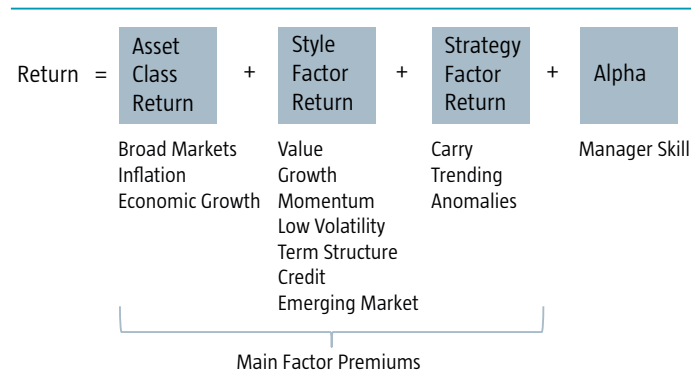 Return = Asset Class Return + Style Factor Return + Strategy Factor Return + Alpha
Broad Markets
Inflation
Economic Growth
Value
Growth
Momentum
Low Volatility
Term Structure
Credit
Emerging Market
Carry
Trending
Anomalies
Manager Skill
Main Factor Premiums